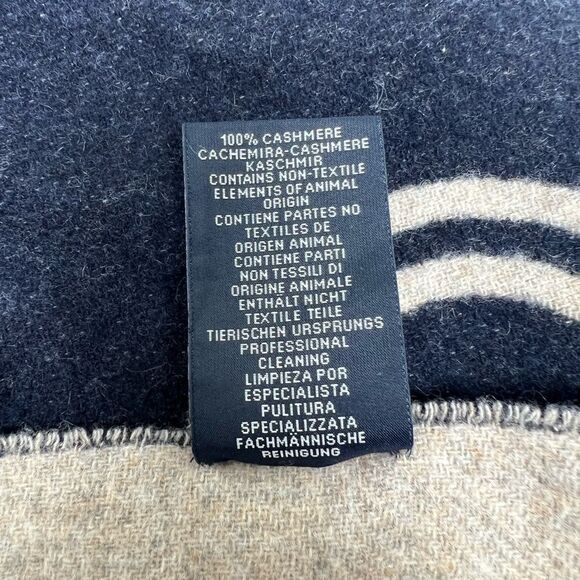 100% CASHMERE
CACHEMIRA-CASHMERE
KASCHMIR
CONTAINS NON-TEXTILE
ELEMENTS OF ANIMAL
ORIGIN
CONTIENE PARTES NO
TEXTILES DE
ORIGEN ANIMAL
CONTIENE PARTI
NON TESSILI DI
ORIGINE ANIMALE
ENTHÄLT NICHT
TEXTILE TEILE
TIERISCHEN URSPRUNGS
PROFESSIONAL
CLEANING
LIMPIEZA POR
ESPECIALISTA
PULITURA
SPECIALIZZATA
FACHMÄNNISCHE
REINIGUNG